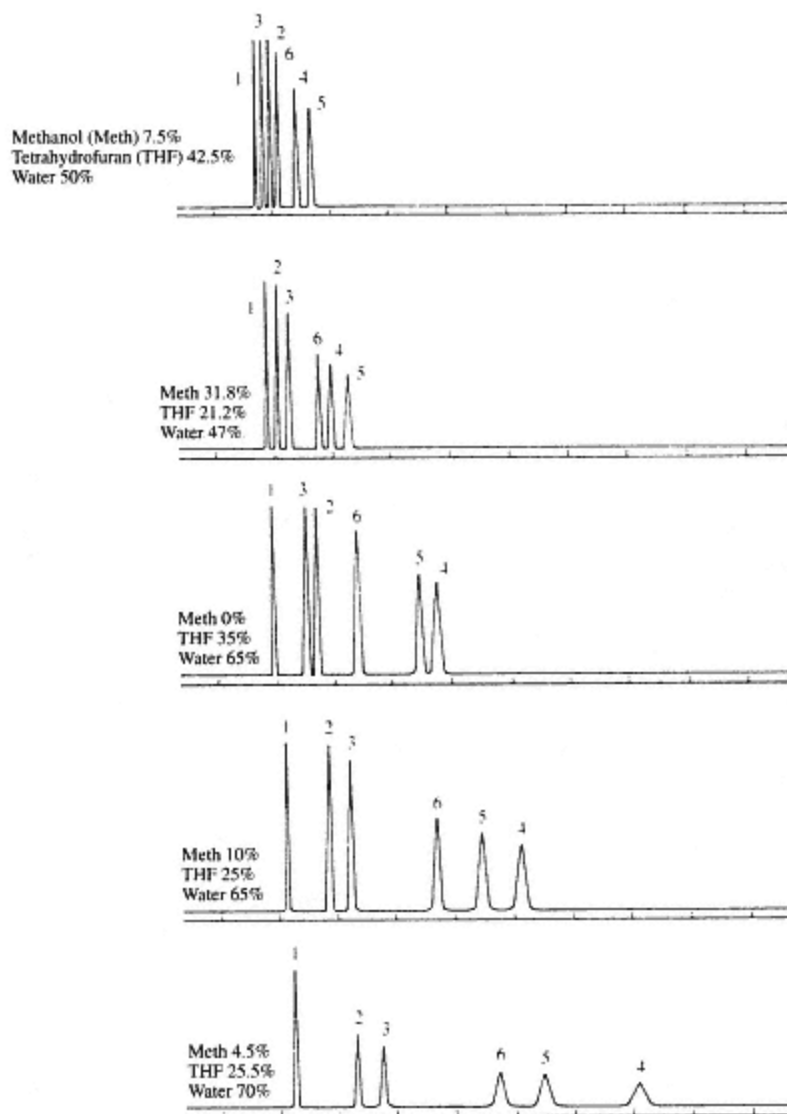 3
2
6
1
4
5
Methanol (Meth) 7.5%
Tetrahydrofuran (THF) 42.5%
Water 50%
2
3
1
6
4
5
Meth 31.8%
THF 21.2%
Water 47%
1 3 2 6
5 4
Meth 0%
THF 35%
Water 65%
1 2 3
6 5 4
Meth 10%
THF 25%
Water 65%
1
2 3
6 5 4
Meth 4.5%
THF 25.5%
Water 70%